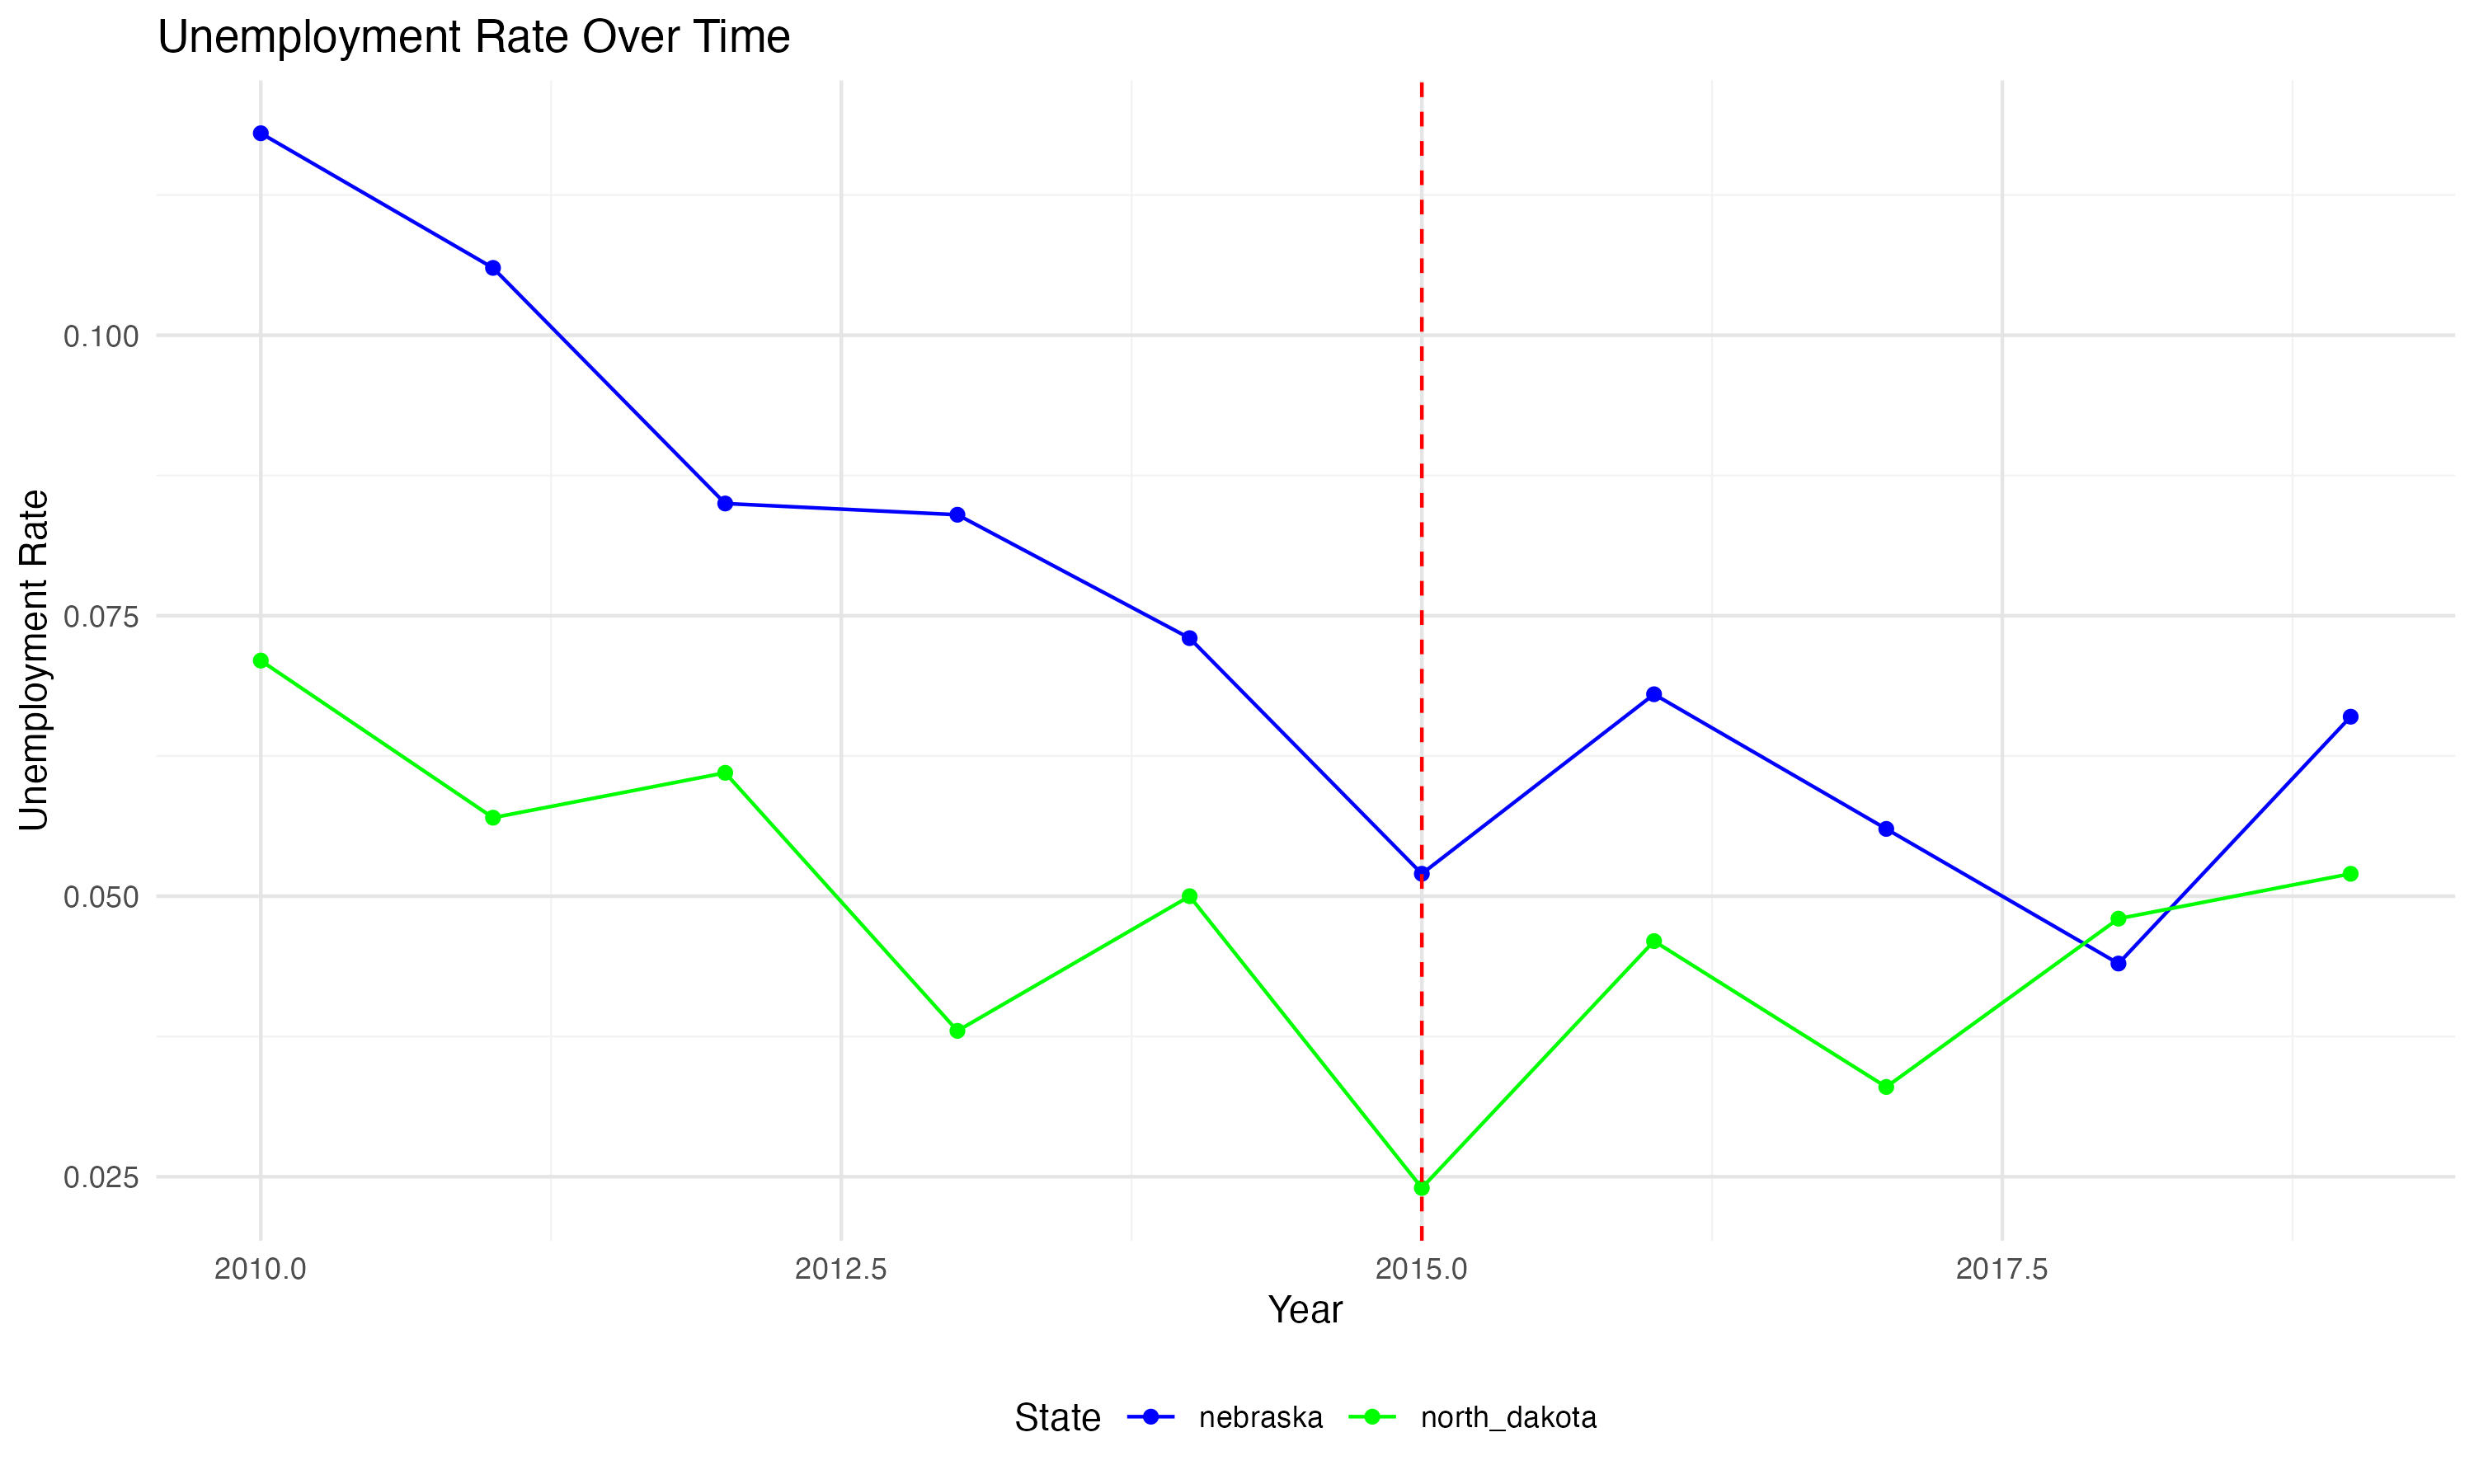 Unemployment Rate Over Time
Unemployment Rate
0.100
0.075
0.050
0.025
2010.0 2012.5 2015.0 2017.5
Year
State nebraska north_dakota